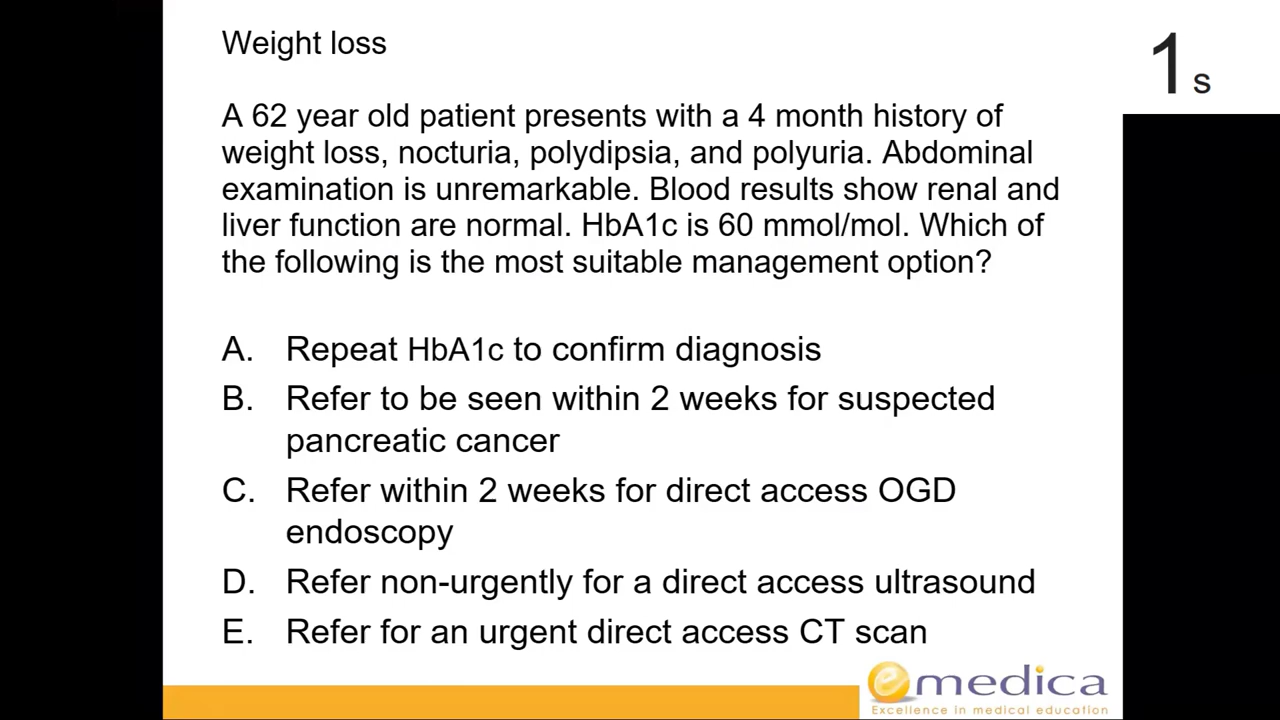 Weight loss
1 s
A 62 year old patient presents with a 4 month history of
weight loss, nocturia, polydipsia, and polyuria. Abdominal
examination is unremarkable. Blood results show renal and
liver function are normal. HbA1c is 60 mmol/mol. Which of
the following is the most suitable management option?
A. Repeat HbA1c to confirm diagnosis
B. Refer to be seen within 2 weeks for suspected
pancreatic cancer
C. Refer within 2 weeks for direct access OGD
endoscopy
D. Refer non-urgently for a direct access ultrasound
E. Refer for an urgent direct access CT scan
emedica
Excellence in medical education